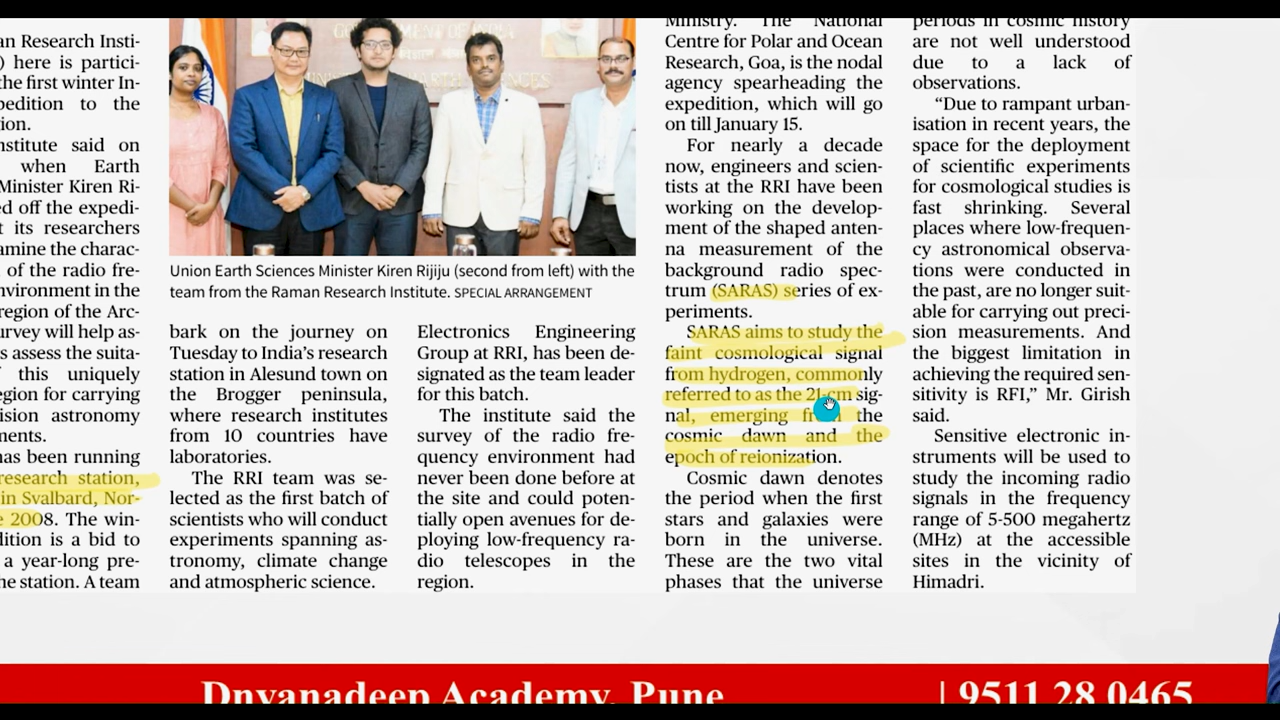 an Research Insti-
) here is partici-
the first winter In-
pedition to the
ion.
nstitute said on
when Earth
Minister Kiren Ri-
ed off the expedi-
t its researchers
amine the charac-
of the radio fre-
nvironment in the
region of the Arc-
urvey will help as-
s assess the suita-
this uniquely
egion for carrying
ision astronomy
ments.
has been running
research station,
in Svalbard, Nor-
2008. The win-
dition is a bid to
a year-long pre-
he station. A team
Union Earth Sciences Minister Kiren Rijiju (second from left) with the
team from the Raman Research Institute. SPECIAL ARRANGEMENT
bark on the journey on
Tuesday to India's research
station in Alesund town on
the Brogger peninsula,
where research institutes
from 10 countries have
laboratories.
The RRI team was se-
lected as the first batch of
scientists who will conduct
experiments spanning as-
tronomy, climate change
and atmospheric science.
Electronics Engineering
Group at RRI, has been de-
signated as the team leader
for this batch.
The institute said the
survey of the radio fre-
quency environment had
never been done before at
the site and could poten-
tially open avenues for de-
ploying low-frequency ra-
dio telescopes in the
region.
Ministry. The National
Centre for Polar and Ocean
Research, Goa, is the nodal
agency spearheading the
expedition, which will go
on till January 15.
For nearly a decade
now, engineers and scien-
tists at the RRI have been
working on the develop-
ment of the shaped anten-
na measurement of the
background radio spec-
trum (SARAS) series of ex-
periments.
SARAS aims to study the
faint cosmological signal
from hydrogen, commonly
referred to as the 21-cm sig-
nal, emerging the
cosmic dawn and the
epoch of reionization.
Cosmic dawn denotes
the period when the first
stars and galaxies were
born in the universe.
These are the two vital
phases that the universe
periods in cosmic history
are not well understood
due to a lack of
observations.
“Due to rampant urban-
isation in recent years, the
space for the deployment
of scientific experiments
for cosmological studies is
fast shrinking. Several
places where low-frequen-
cy astronomical observa-
tions were conducted in
the past, are no longer suit-
able for carrying out preci-
sion measurements. And
the biggest limitation in
achieving the required sen-
sitivity is RFI,” Mr. Girish
said.
Sensitive electronic in-
struments will be used to
study the incoming radio
signals in the frequency
range of 5-500 megahertz
(MHz) at the accessible
sites in the vicinity of
Himadri.
Dnyanadeep Academy, Pune | 9511 28 0465